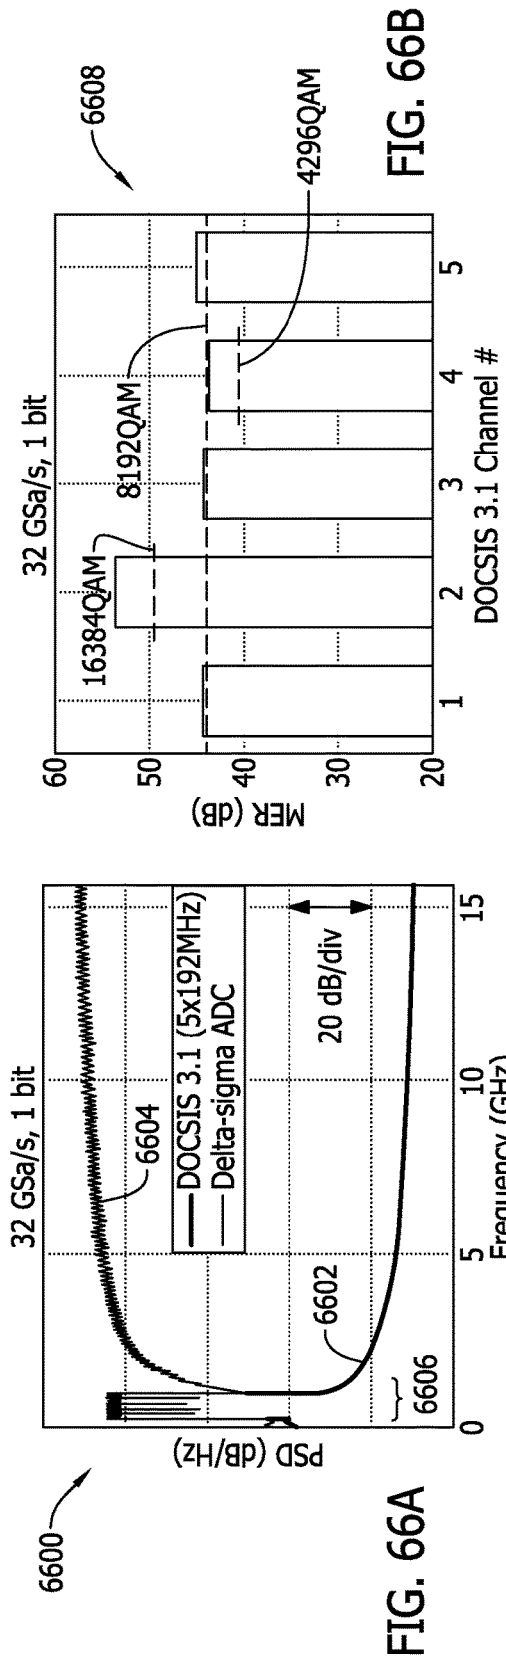 6600
32 GSa/s, 1 bit
PSD (dB/Hz)
6604
DOCSIS 3.1 (5x192MHz)
Delta-sigma ADC
20 dB/div
6602
6606
0
5
10
15
Frequency (GHz)
FIG. 66A
32 GSa/s, 1 bit
6608
MER (dB)
60
50
40
30
20
16384QAM
8192QAM
4296QAM
1
2
3
4
5
DOCSIS 3.1 Channel #
FIG. 66B